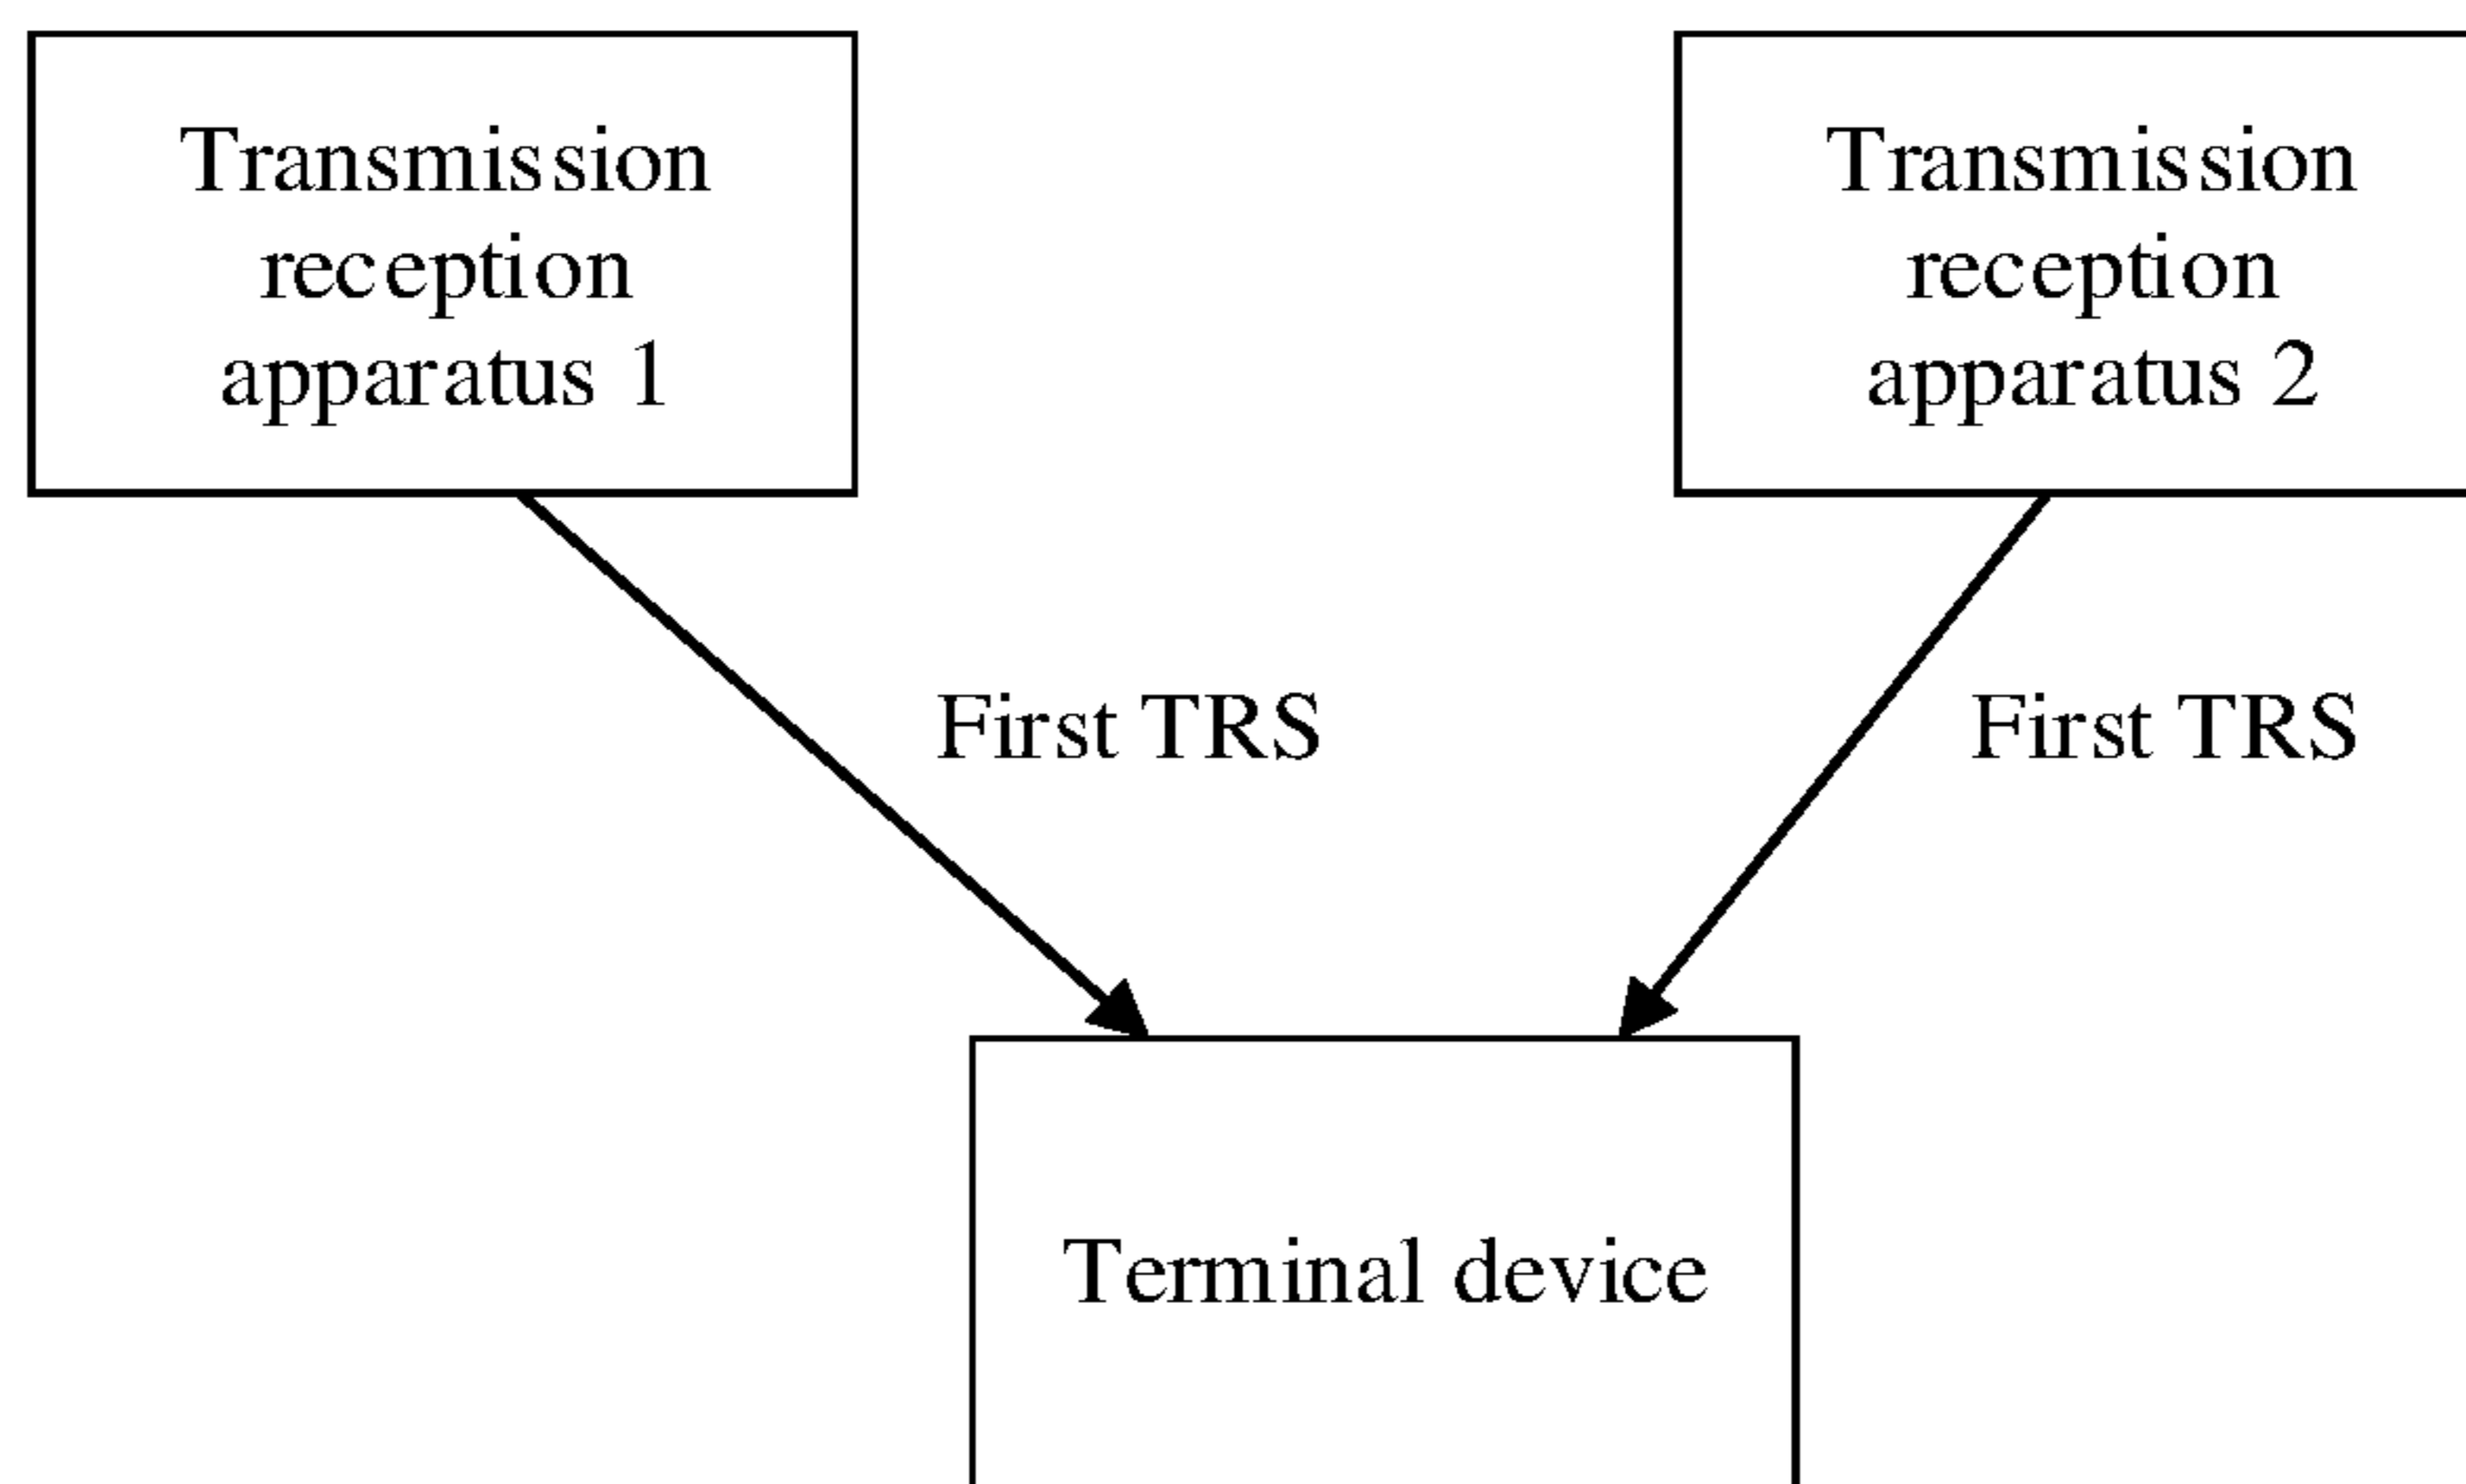 Transmission
reception
apparatus 1
Transmission
reception
apparatus 2
First TRS
First TRS
Terminal device